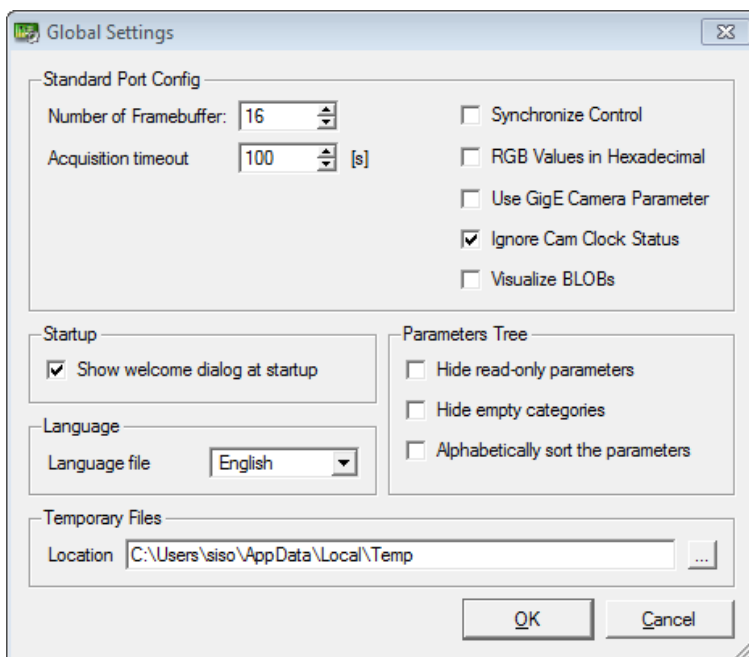 Global Settings
Standard Port Config
Number of Framebuffer: 16
Acquisition timeout 100 [s]
Synchronize Control
RGB Values in Hexadecimal
Use GigE Camera Parameter
Ignore Cam Clock Status
Visualize BLOBs
Startup
Show welcome dialog at startup
Language
Language file English
Parameters Tree
Hide read-only parameters
Hide empty categories
Alphabetically sort the parameters
Temporary Files
Location C:\Users\siso\AppData\Local\Temp ...
OK Cancel